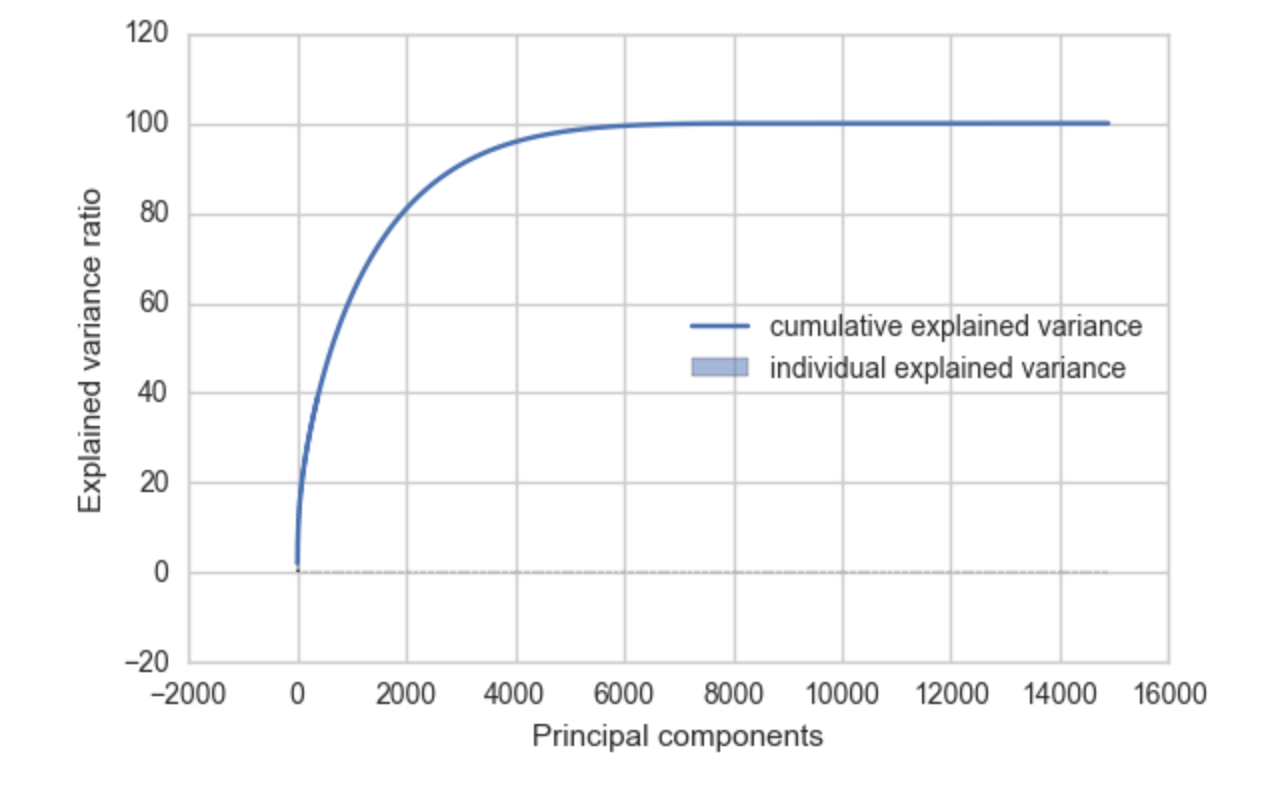 120
100
80
60
40
20
0
−20
Explained variance ratio
cumulative explained variance
individual explained variance
−2000 0 2000 4000 6000 8000 10000 12000 14000 16000
Principal components